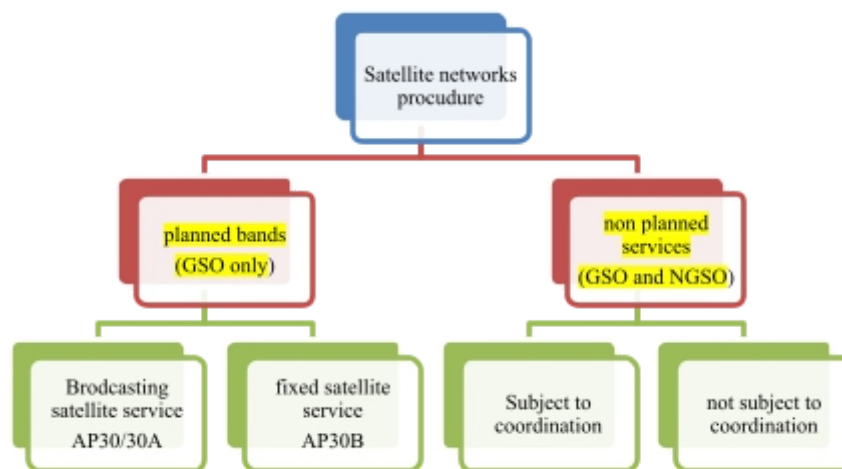 Satellite networks
procudure
planned bands
(GSO only)
non planned
services
(GSO and NGSO)
Brodcasting
satellite service
AP30/30A
fixed satellite
service
AP30B
Subject to
coordination
not subject to
coordination